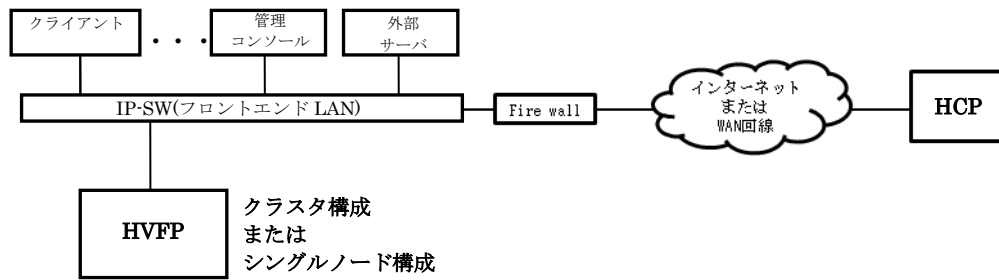 クライアント
・・・
管理
コンソール
外部
サーバ
IP-SW(フロントエンド LAN)
Fire wall
インターネット
または
WAN回線
HCP
HVFP
クラスタ構成
または
シングルノード構成